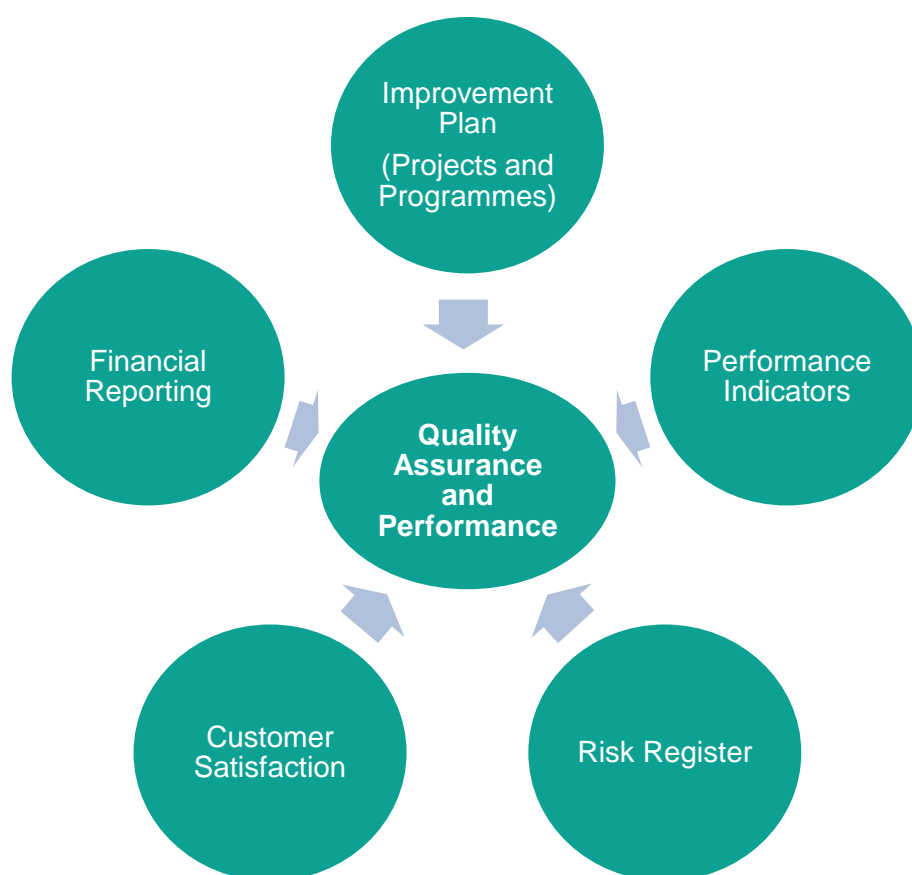 Improvement
Plan
(Projects and
Programmes)
Financial
Reporting
Performance
Indicators
Quality
Assurance
and
Performance
Customer
Satisfaction
Risk Register